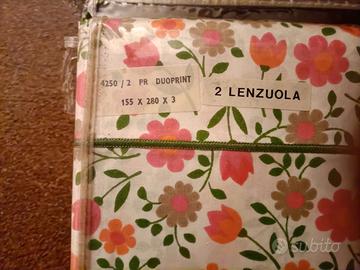 4250 / 2 PR DUOPRINT
155 X 280 X 3
2 LENZUOLA
subito